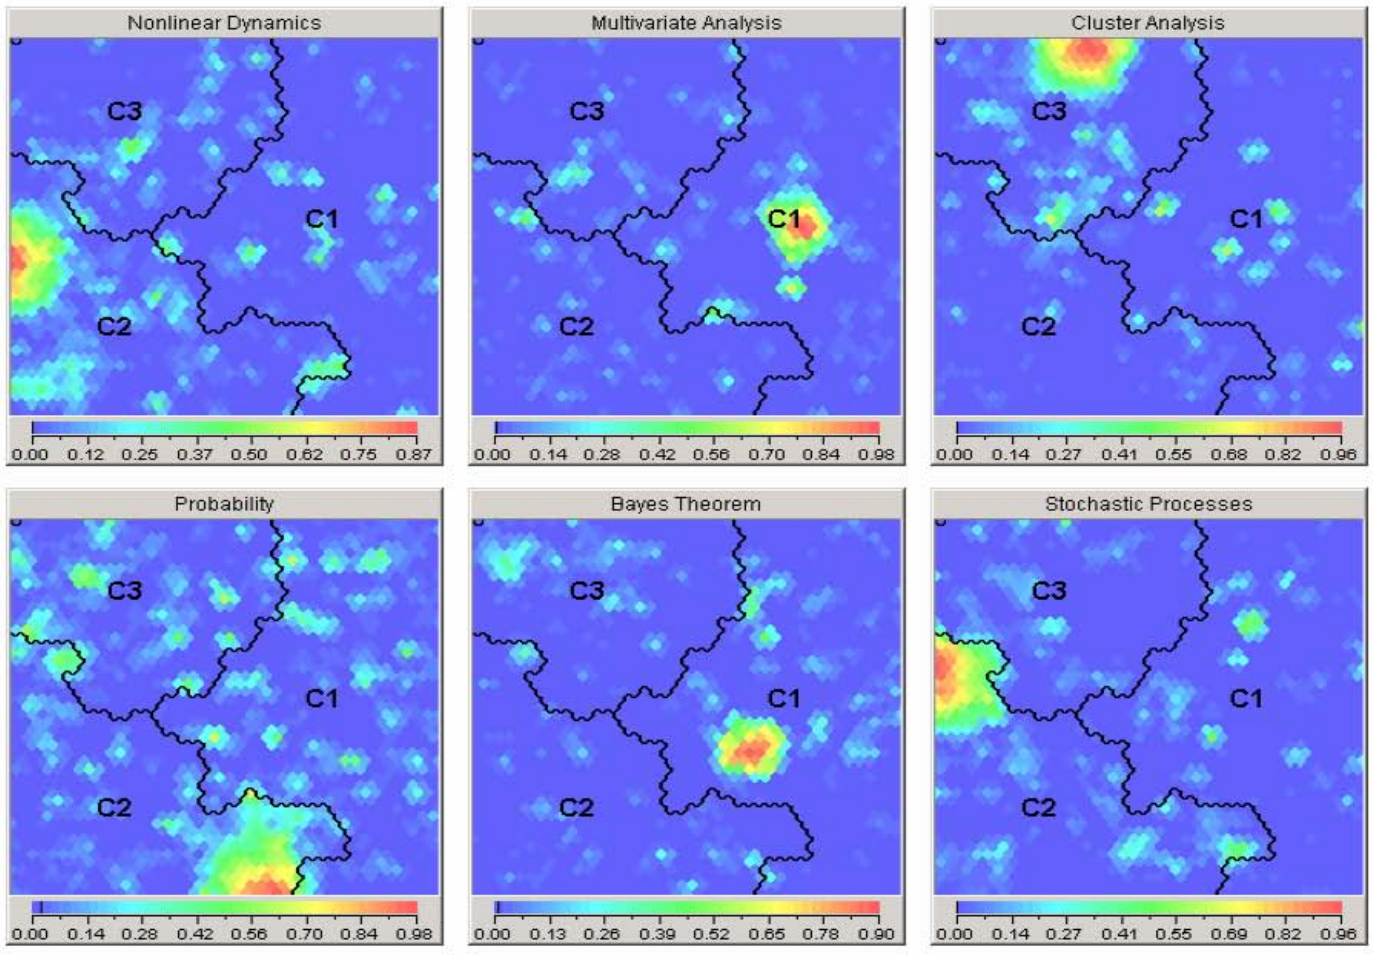 Nonlinear Dynamics
C3
C1
C2
0.00 0.12 0.25 0.37 0.50 0.62 0.75 0.87
Multivariate Analysis
C3
C1
C2
0.00 0.14 0.28 0.42 0.56 0.70 0.84 0.98
Cluster Analysis
C3
C1
C2
0.00 0.14 0.27 0.41 0.55 0.68 0.82 0.96
Probability
C3
C1
C2
0.00 0.14 0.28 0.42 0.56 0.70 0.84 0.98
Bayes Theorem
C3
C1
C2
0.00 0.13 0.26 0.39 0.52 0.65 0.78 0.90
Stochastic Processes
C3
C1
C2
0.00 0.14 0.27 0.41 0.55 0.69 0.82 0.96